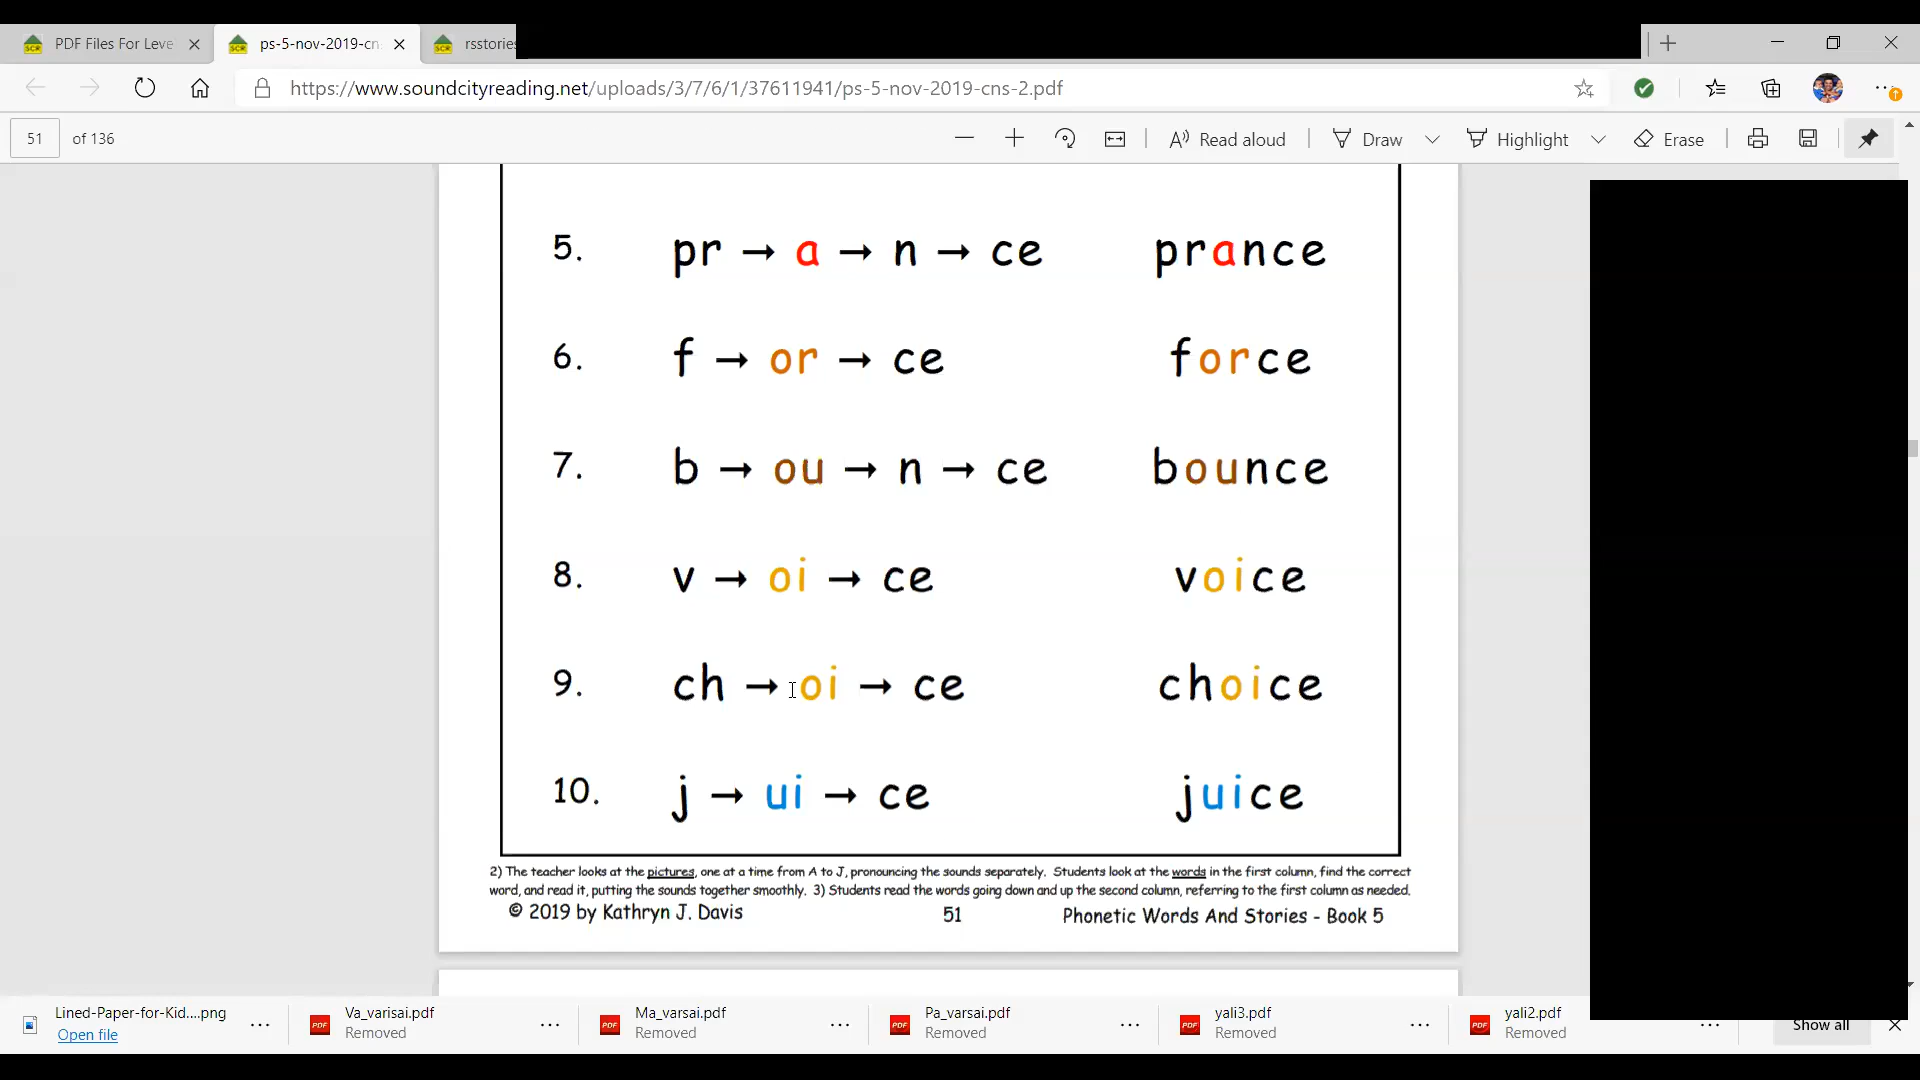 PDF Files For Leve
ps-5-nov-2019-cn
rsstories
https://www.soundcityreading.net/uploads/3/7/6/1/37611941/ps-5-nov-2019-cns-2.pdf
51 of 136 Read aloud Draw Highlight Erase
5. pr → a → n → ce prance
6. f → or → ce force
7. b → ou → n → ce bounce
8. v → oi → ce voice
9. ch → oi → ce choice
10. j → ui → ce juice
2) The teacher looks at the pictures, one at a time from A to J, pronouncing the sounds separately. Students look at the words in the first column, find the correct
word, and read it, putting the sounds together smoothly. 3) Students read the words going down and up the second column, referring to the first column as needed.
© 2019 by Kathryn J. Davis 51 Phonetic Words And Stories - Book 5
Lined-Paper-for-Kid....png
Open file
Va_varisai.pdf
Removed
Ma_varsai.pdf
Removed
Pa_varsai.pdf
Removed
yali3.pdf
Removed
yali2.pdf
Removed
Show all